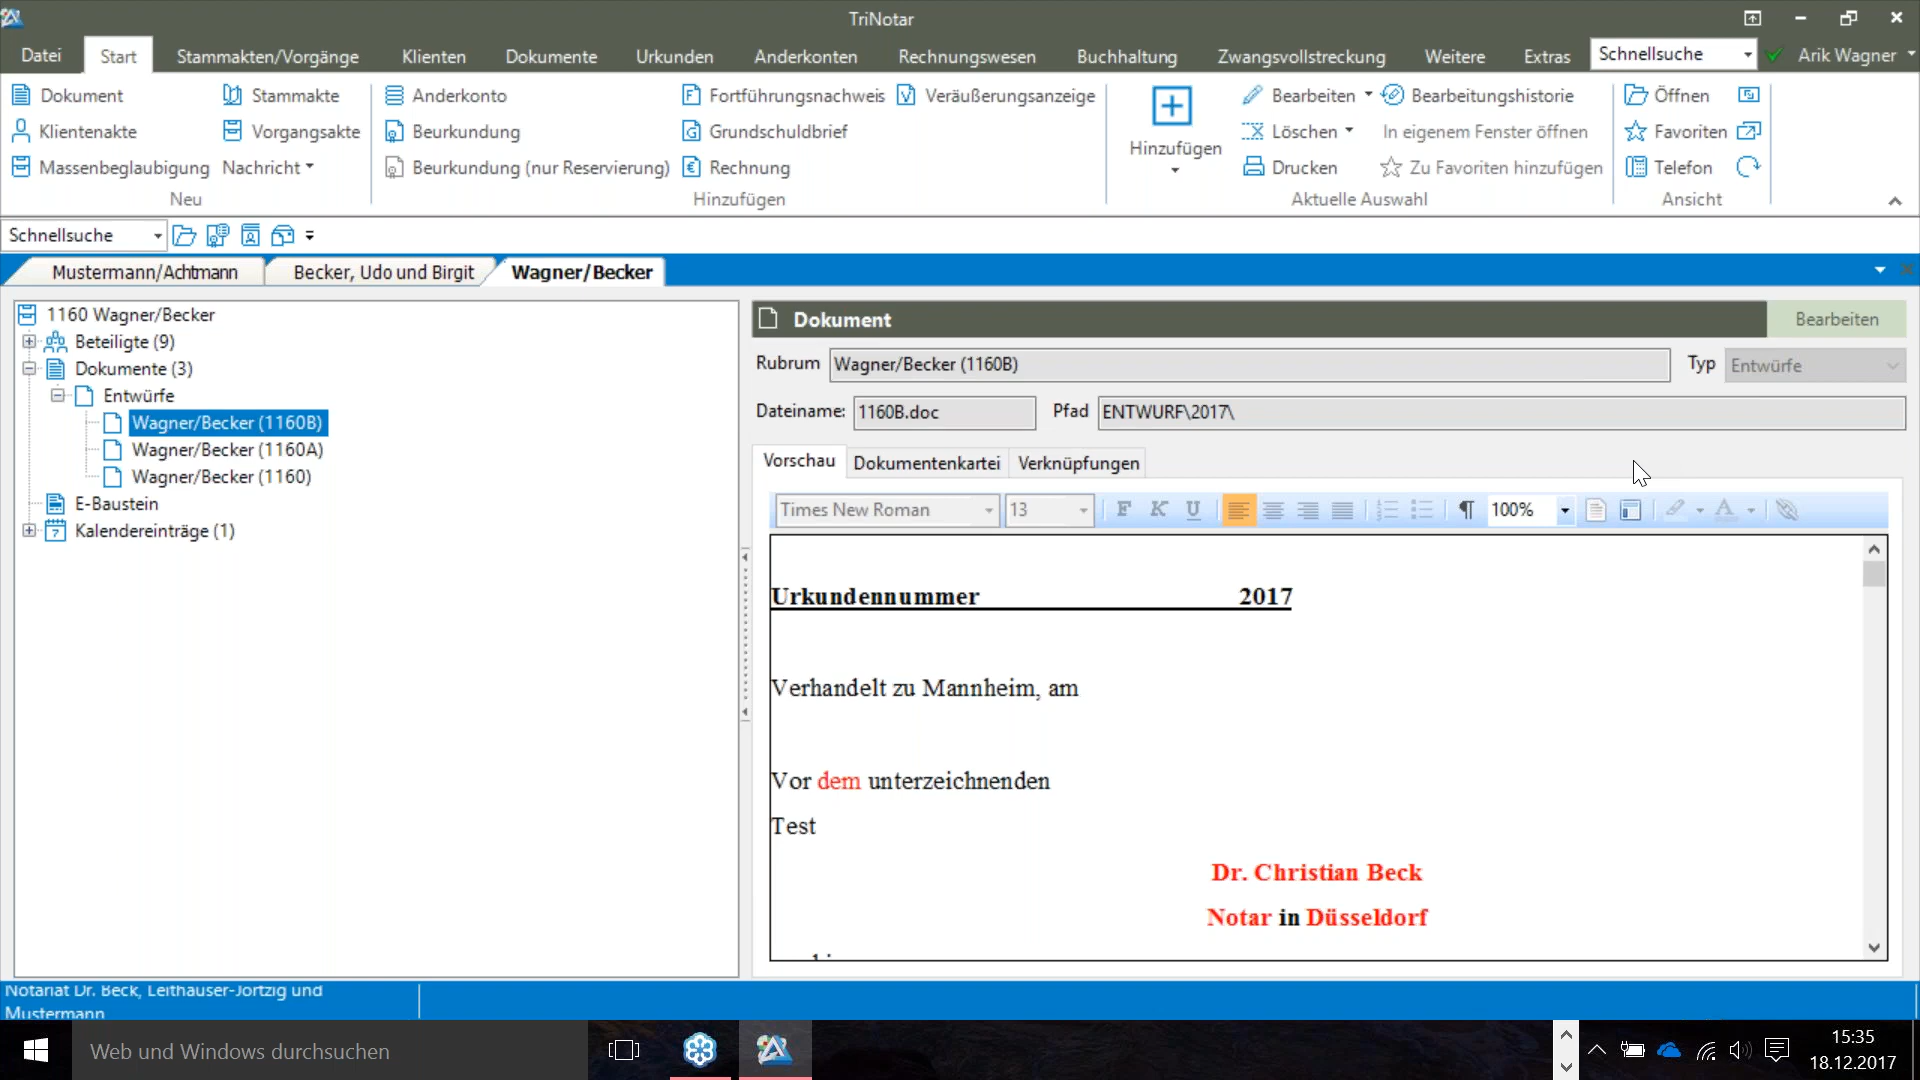 TriNotar
Datei Start Stammakten/Vorgänge Klienten Dokumente Urkunden Anderkonten Rechnungswesen Buchhaltung Zwangsvollstreckung Weitere Extras Schnellsuche Arik Wagner
Dokument Stammakte Anderkonto Fortführungsnachweis Veräußerungsanzeige Bearbeiten Bearbeitungshistorie Öffnen
Klientenakte Vorgangsakte Beurkundung Grundschuldbrief Hinzufügen Löschen In eigenem Fenster öffnen Favoriten
Massenbeglaubigung Nachricht Beurkundung (nur Reservierung) Rechnung Drucken Zu Favoriten hinzufügen Telefon
Neu Hinzufügen Aktuelle Auswahl Ansicht
Schnellsuche
Mustermann/Achtmann Becker, Udo und Birgit Wagner/Becker
1160 Wagner/Becker
Beteiligte (9)
Dokumente (3)
Entwürfe
Wagner/Becker (1160B)
Wagner/Becker (1160A)
Wagner/Becker (1160)
E-Baustein
Kalendereinträge (1)
Dokument Bearbeiten
Rubrum Wagner/Becker (1160B) Typ Entwürfe
Dateiname: 1160B.doc Pfad ENTWURF\2017\
Vorschau Dokumentenkartei Verknüpfungen
Times New Roman 13 F K U 100%
Urkundennummer 2017
Verhandelt zu Mannheim, am
Vor dem unterzeichnenden
Test
Dr. Christian Beck
Notar in Düsseldorf
Notariat Dr. Beck, Leithäuser-Jortzig und
Mustermann
Web und Windows durchsuchen
15:35
18.12.2017